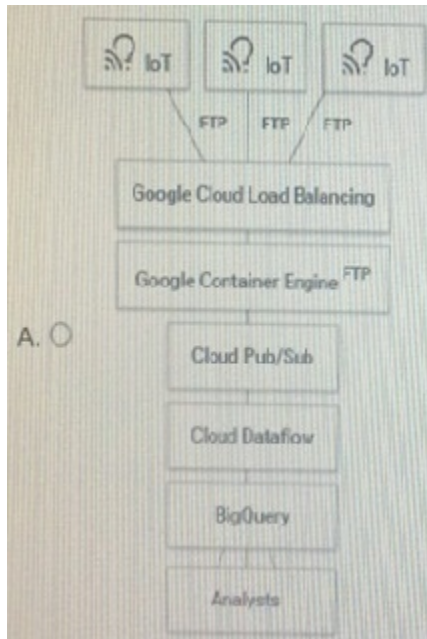 IoT IoT IoT
FTP FTP FTP
Google Cloud Load Balancing
Google Container Engine FTP
A.
Cloud Pub/Sub
Cloud Dataflow
BigQuery
Analysts